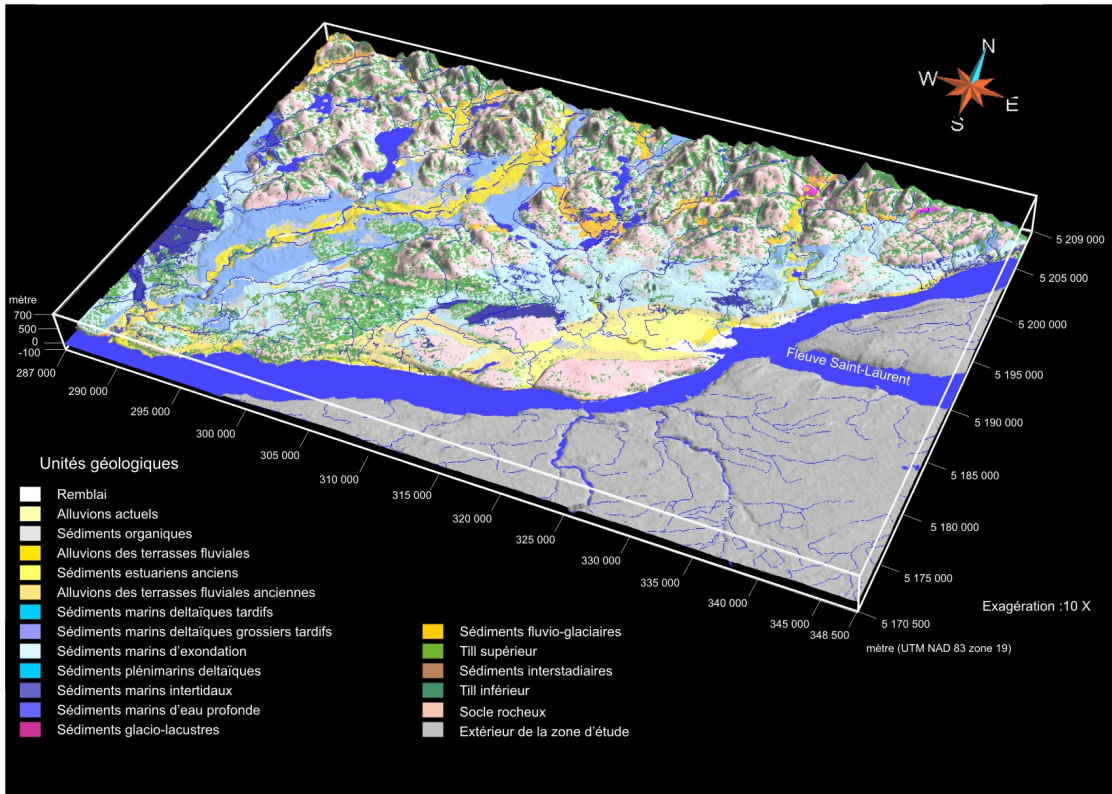 N
W
E
S
5 209 000
5 205 000
5 200 000
5 195 000
5 190 000
5 185 000
5 180 000
5 175 000
5 170 500
Fleuve Saint-Laurent
mètre
700
500
0
-100
287 000
290 000
295 000
300 000
305 000
310 000
315 000
320 000
325 000
330 000
335 000
340 000
345 000
348 500
mètre (UTM NAD 83 zone 19)
Exagération :10 X
Unités géologiques
Remblai
Alluvions actuels
Sédiments organiques
Alluvions des terrasses fluviales
Sédiments estuariens anciens
Alluvions des terrasses fluviales anciennes
Sédiments marins deltaïques tardifs
Sédiments marins deltaïques grossiers tardifs
Sédiments marins d'exondation
Sédiments plénimarins deltaïques
Sédiments marins intertidaux
Sédiments marins d'eau profonde
Sédiments glacio-lacustres
Sédiments fluvio-glaciaires
Till supérieur
Sédiments interstadiaires
Till inférieur
Socle rocheux
Extérieur de la zone d'étude